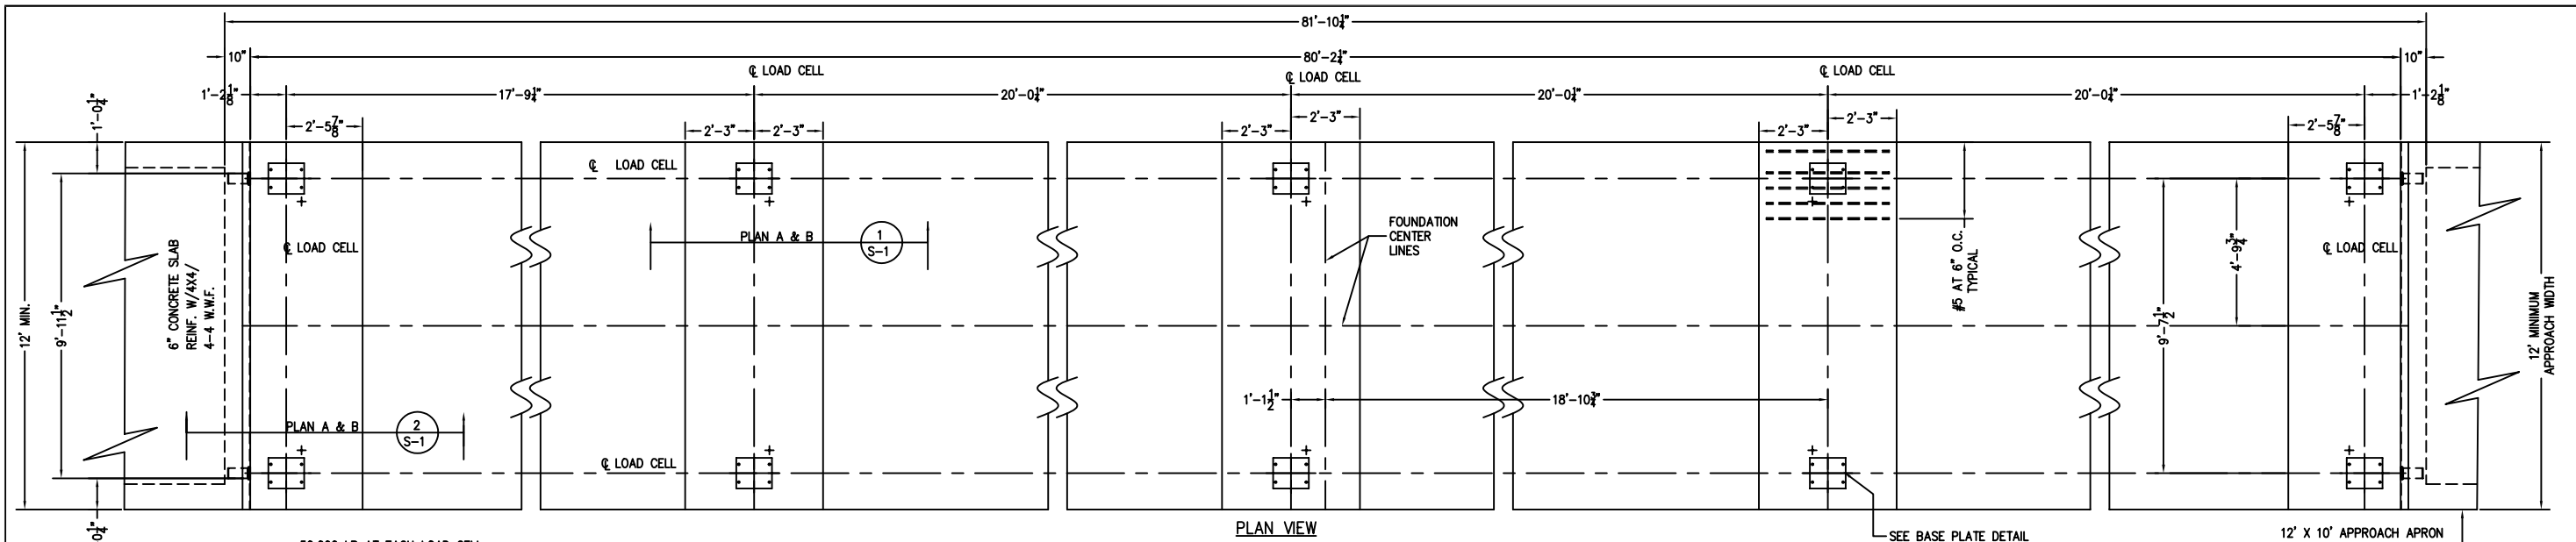 81'-10¼"
10"
80'-2¼"
10"
℄ LOAD CELL
℄ LOAD CELL
℄ LOAD CELL
1'-2⅛"
17'-9¼"
20'-0¼"
20'-0¼"
20'-0¼"
1'-2⅛"
1'-0¼"
2'-5⅞"
2'-3"
2'-3"
2'-3"
2'-3"
2'-3"
2'-3"
2'-5⅞"
℄ LOAD CELL
12' MIN.
9'-11½"
6" CONCRETE SLAB
REINF. W/4X4/
4-4 W.W.F.
℄ LOAD CELL
PLAN A & B
1
S-1
FOUNDATION
CENTER
LINES
#5 AT 6" O.C.
TYPICAL
9'-7½"
4'-9¾"
℄ LOAD CELL
12' MINIMUM
APPROACH WIDTH
1'-1½"
18'-10¾"
PLAN A & B
2
S-1
℄ LOAD CELL
PLAN VIEW
SEE BASE PLATE DETAIL
12' X 10' APPROACH APRON